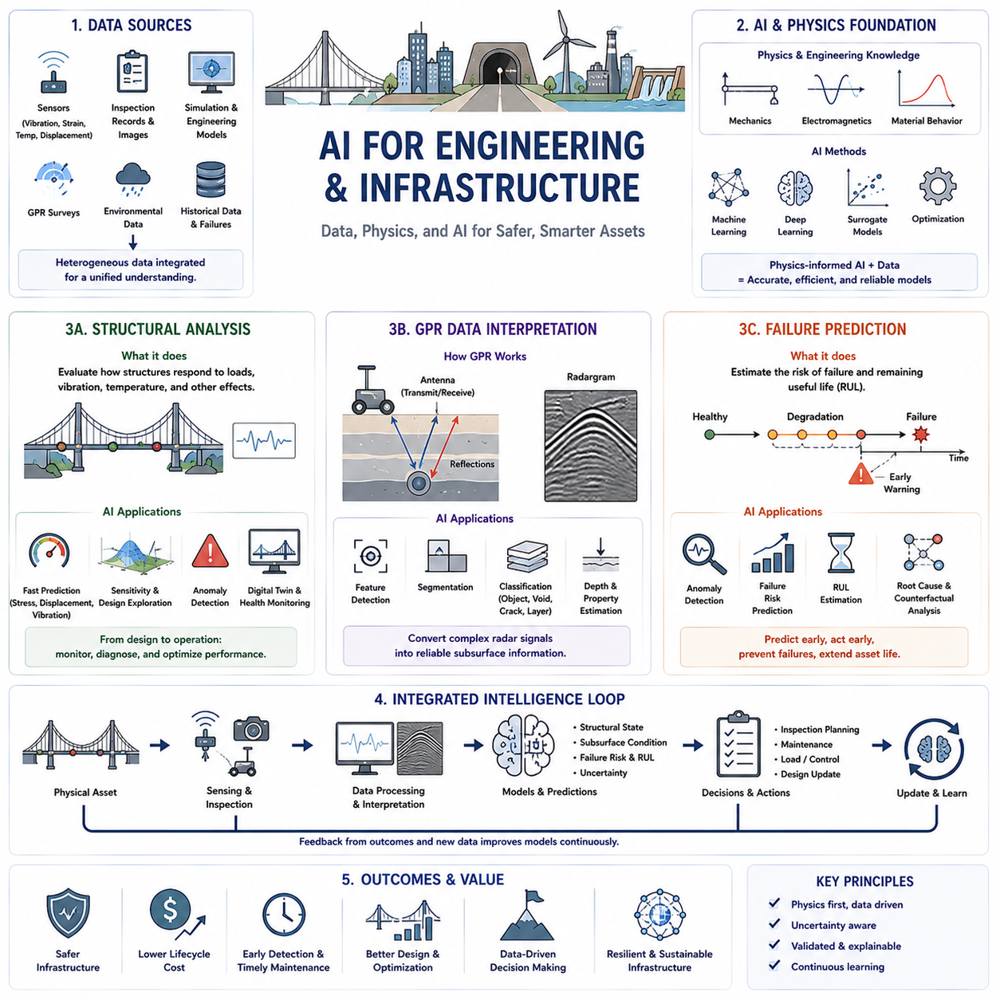 1. DATA SOURCES
Sensors
(Vibration, Strain,
Temp, Displacement)
Inspection
Records &
Images
Simulation &
Engineering
Models
GPR Surveys
Environmental
Data
Historical Data
& Failures
Heterogeneous data integrated
for a unified understanding.
AI FOR ENGINEERING
& INFRASTRUCTURE
Data, Physics, and AI for Safer, Smarter Assets
2. AI & PHYSICS FOUNDATION
Physics & Engineering Knowledge
Mechanics
Electromagnetics
Material Behavior
AI Methods
Machine
Learning
Deep
Learning
Surrogate
Models
Optimization
Physics-informed AI + Data
= Accurate, efficient, and reliable models
3A. STRUCTURAL ANALYSIS
What it does
Evaluate how structures respond to loads,
vibration, temperature, and other effects.
AI Applications
Fast Prediction
(Stress, Displacement,
Vibration)
Sensitivity &
Design Exploration
Anomaly
Detection
Digital Twin &
Health Monitoring
From design to operation:
monitor, diagnose, and optimize performance.
3B. GPR DATA INTERPRETATION
How GPR Works
Antenna
(Transmit/Receive)
Radargram
Reflections
AI Applications
Feature
Detection
Segmentation
Classification
(Object, Void,
Crack, Layer)
Depth &
Property
Estimation
Convert complex radar signals
into reliable subsurface information.
3C. FAILURE PREDICTION
What it does
Estimate the risk of failure and remaining
useful life (RUL).
Healthy
Degradation
Failure
Time
Early
Warning
AI Applications
Anomaly
Detection
Failure
Risk
Prediction
RUL
Estimation
Root Cause &
Counterfactual
Analysis
Predict early, act early,
prevent failures, extend asset life.
4. INTEGRATED INTELLIGENCE LOOP
Physical Asset
Sensing &
Inspection
Data Processing
& Interpretation
Models & Predictions
• Structural State
• Subsurface Condition
• Failure Risk & RUL
• Uncertainty
Decisions & Actions
• Inspection Planning
• Maintenance
• Load / Control
• Design Update
Update & Learn
Feedback from outcomes and new data improves models continuously.
5. OUTCOMES & VALUE
Safer
Infrastructure
Lower Lifecycle
Cost
Early Detection &
Timely Maintenance
Better Design &
Optimization
Data-Driven
Decision Making
Resilient & Sustainable
Infrastructure
KEY PRINCIPLES
Physics first, data driven
Uncertainty aware
Validated & explainable
Continuous learning